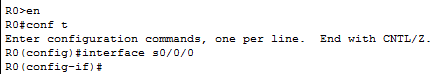 R0>en
R0#conf t
Enter configuration commands, one per line.  End with CNTL/Z.
R0(config)#interface s0/0/0
R0(config-if)#